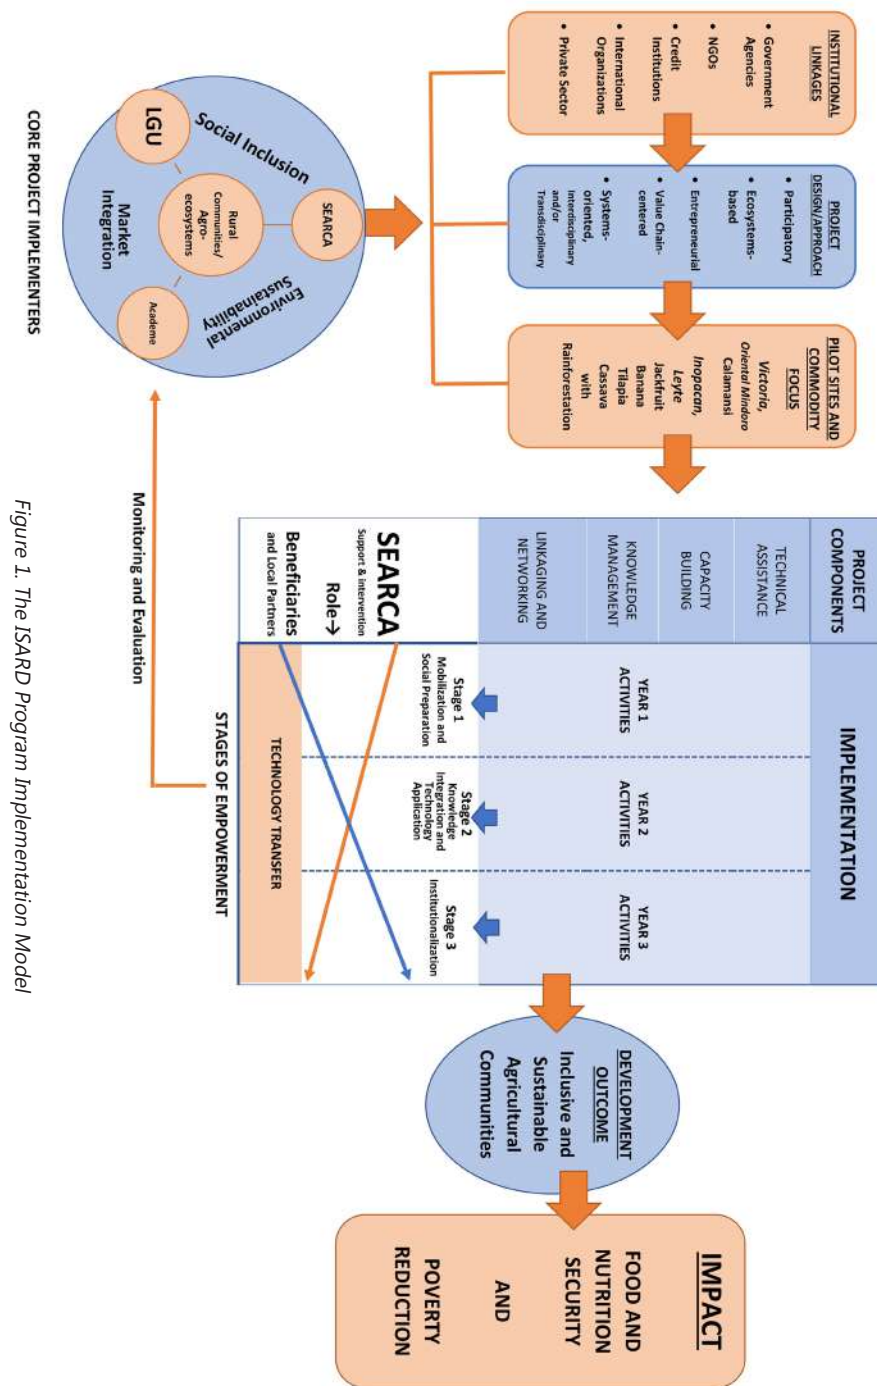 INSTITUTIONAL
LINKAGES
• Government
Agencies
• NGOs
• Credit
Institutions
• International
Organizations
• Private Sector
PROJECT
DESIGN/APPROACH
• Participatory
• Ecosystems-
based
• Entrepreneurial
• Value Chain-
centered
• Systems-
oriented,
Interdisciplinary
and/or
Transdisciplinary
PILOT SITES AND
COMMODITY
FOCUS
Victoria,
Oriental Mindoro
Calamansi
Inopacan,
Leyte
Jackfruit
Banana
Tilapia
Cassava
with
Rainforestation
SEARCA
Social Inclusion
Environmental
Sustainability
Rural
Communities/
Agro-
ecosystems
LGU
Market
Integration
Academe
CORE PROJECT IMPLEMENTERS
PROJECT
COMPONENTS
IMPLEMENTATION
TECHNICAL
ASSISTANCE
CAPACITY
BUILDING
KNOWLEDGE
MANAGEMENT
LINKAGING AND
NETWORKING
YEAR 1
ACTIVITIES
YEAR 2
ACTIVITIES
YEAR 3
ACTIVITIES
SEARCA
Support & intervention
Role→
Beneficiaries
and Local Partners
Stage 1
Mobilization and
Social Preparation
Stage 2
Knowledge
Integration and
Technology
Application
Stage 3
Institutionalization
TECHNOLOGY TRANSFER
STAGES OF EMPOWERMENT
Monitoring and Evaluation
DEVELOPMENT
OUTCOME
Inclusive and
Sustainable
Agricultural
Communities
IMPACT
FOOD AND
NUTRITION
SECURITY
AND
POVERTY
REDUCTION
Figure 1. The ISARD Program Implementation Model